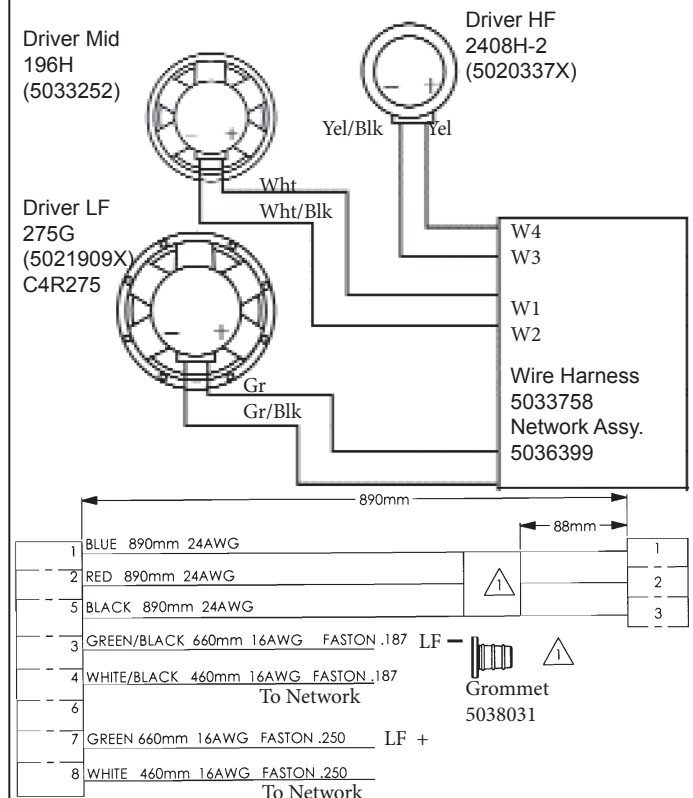 Driver Mid
196H
(5033252)
Driver HF
2408H-2
(5020337X)
- +
- +
Yel/Blk Yel
Wht
Wht/Blk
Driver LF
275G
(5021909X)
C4R275
- +
Gr
Gr/Blk
W4
W3
W1
W2
Wire Harness
5033758
Network Assy.
5036399
890mm
88mm
1 BLUE 890mm 24AWG 1
2 RED 890mm 24AWG 1 2
5 BLACK 890mm 24AWG 3
3 GREEN/BLACK 660mm 16AWG FASTON .187 LF - 1
4 WHITE/BLACK 460mm 16AWG FASTON .187
To Network
Grommet
5038031
6
7 GREEN 660mm 16AWG FASTON .250 LF +
8 WHITE 460mm 16AWG FASTON .250
To Network